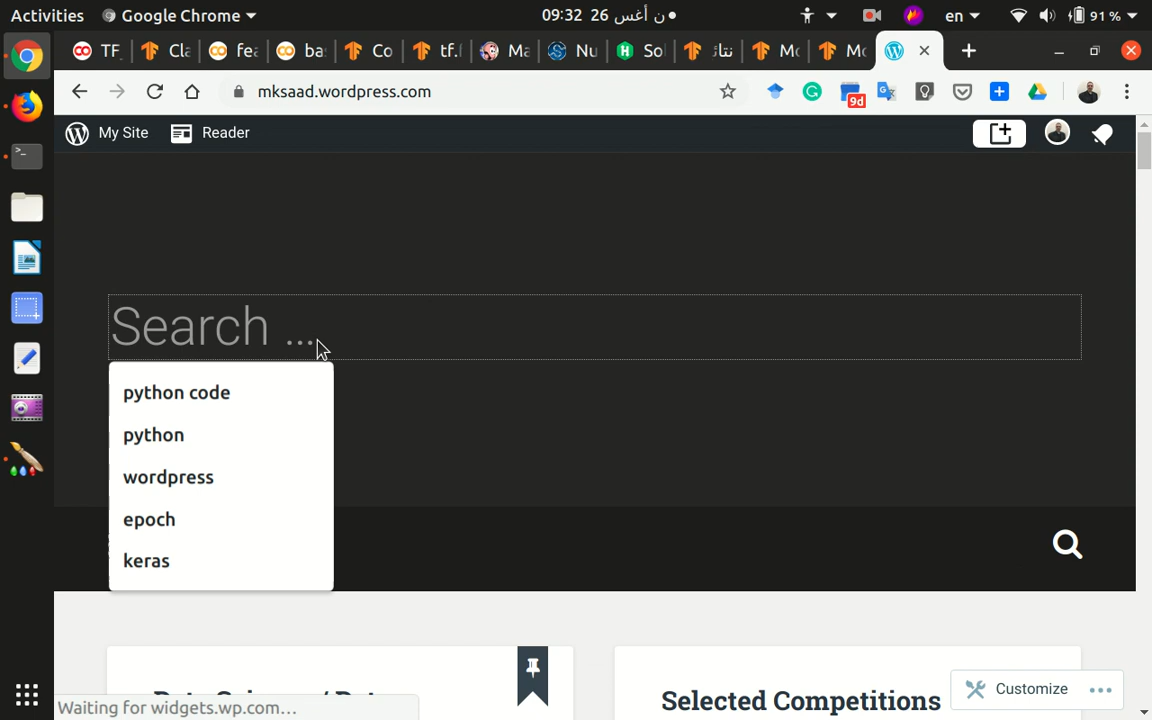 Activities Google Chrome 09:32 26 ن أغس en 91 %
TF Cla fea ba Co tf.l Ma Nu Sol نتائ Mc Mc
mksaad.wordpress.com 9d
My Site Reader
Search ...
python code
python
wordpress
epoch
keras
Selected Competitions
Customize
Waiting for widgets.wp.com...